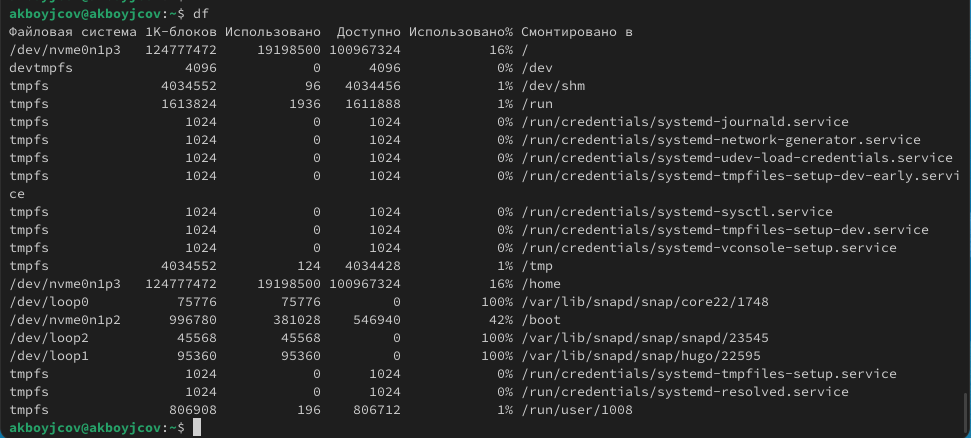 akboyjcov@akboyjcov:~$ df
Файловая система 1K-блоков Использовано Доступно Использовано% Смонтировано в
/dev/nvme0n1p3 124777472 19198500 100967324 16% /
devtmpfs 4096 0 4096 0% /dev
tmpfs 4034552 96 4034456 1% /dev/shm
tmpfs 1613824 1936 1611888 1% /run
tmpfs 1024 0 1024 0% /run/credentials/systemd-journald.service
tmpfs 1024 0 1024 0% /run/credentials/systemd-network-generator.service
tmpfs 1024 0 1024 0% /run/credentials/systemd-udev-load-credentials.service
tmpfs 1024 0 1024 0% /run/credentials/systemd-tmpfiles-setup-dev-early.servi
ce
tmpfs 1024 0 1024 0% /run/credentials/systemd-sysctl.service
tmpfs 1024 0 1024 0% /run/credentials/systemd-tmpfiles-setup-dev.service
tmpfs 1024 0 1024 0% /run/credentials/systemd-vconsole-setup.service
tmpfs 4034552 124 4034428 1% /tmp
/dev/nvme0n1p3 124777472 19198500 100967324 16% /home
/dev/loop0 75776 75776 0 100% /var/lib/snapd/snap/core22/1748
/dev/nvme0n1p2 996780 381028 546940 42% /boot
/dev/loop2 45568 45568 0 100% /var/lib/snapd/snap/snapd/23545
/dev/loop1 95360 95360 0 100% /var/lib/snapd/snap/hugo/22595
tmpfs 1024 0 1024 0% /run/credentials/systemd-tmpfiles-setup.service
tmpfs 1024 0 1024 0% /run/credentials/systemd-resolved.service
tmpfs 806908 196 806712 1% /run/user/1008
akboyjcov@akboyjcov:~$